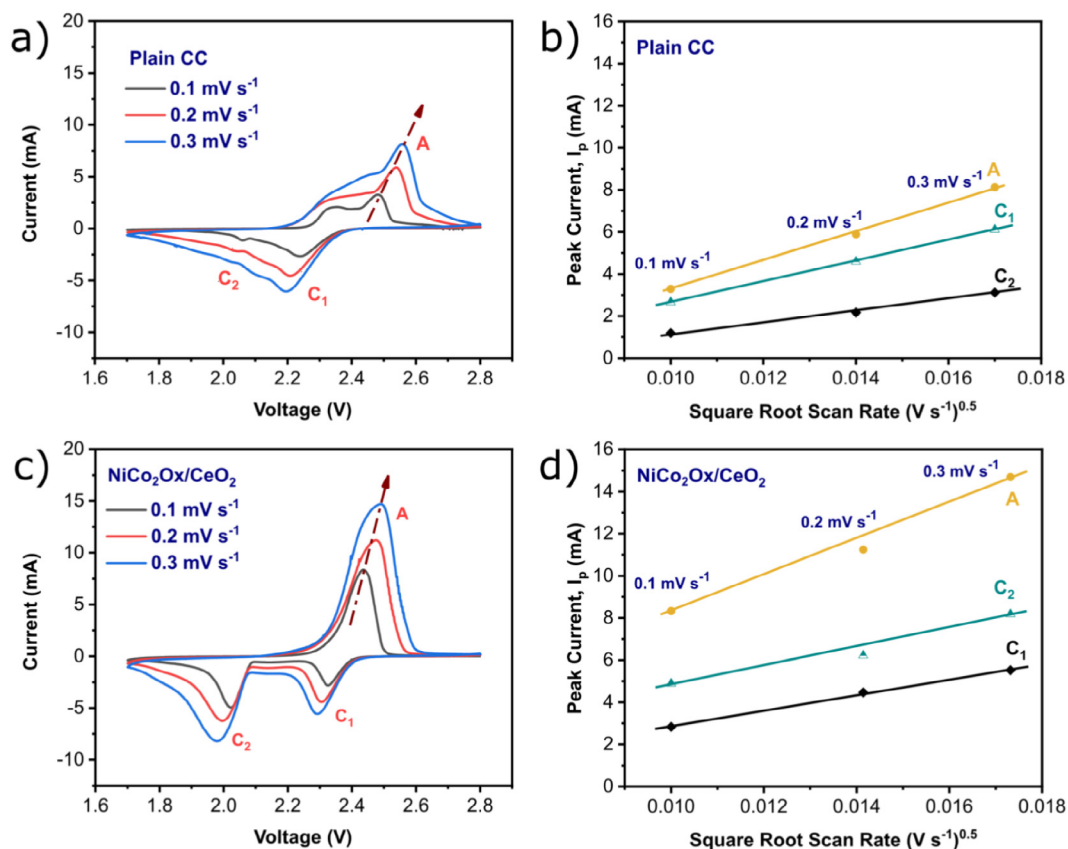 a)
Plain CC
0.1 mV s⁻¹
0.2 mV s⁻¹
0.3 mV s⁻¹
A
C₂
C₁
20
15
10
5
0
-5
-10
Current (mA)
1.6 1.8 2.0 2.2 2.4 2.6 2.8
Voltage (V)
b)
Plain CC
0.1 mV s⁻¹
0.2 mV s⁻¹
0.3 mV s⁻¹
A
C₁
C₂
16
14
12
10
8
6
4
2
0
Peak Current, Iₚ (mA)
0.010 0.012 0.014 0.016 0.018
Square Root Scan Rate (V s⁻¹)⁰·⁵
c)
NiCo₂Ox/CeO₂
0.1 mV s⁻¹
0.2 mV s⁻¹
0.3 mV s⁻¹
A
C₂
C₁
20
15
10
5
0
-5
-10
Current (mA)
1.6 1.8 2.0 2.2 2.4 2.6 2.8
Voltage (V)
d)
NiCo₂Ox/CeO₂
0.1 mV s⁻¹
0.2 mV s⁻¹
0.3 mV s⁻¹
A
C₂
C₁
16
14
12
10
8
6
4
2
0
Peak Current, Iₚ (mA)
0.010 0.012 0.014 0.016 0.018
Square Root Scan Rate (V s⁻¹)⁰·⁵